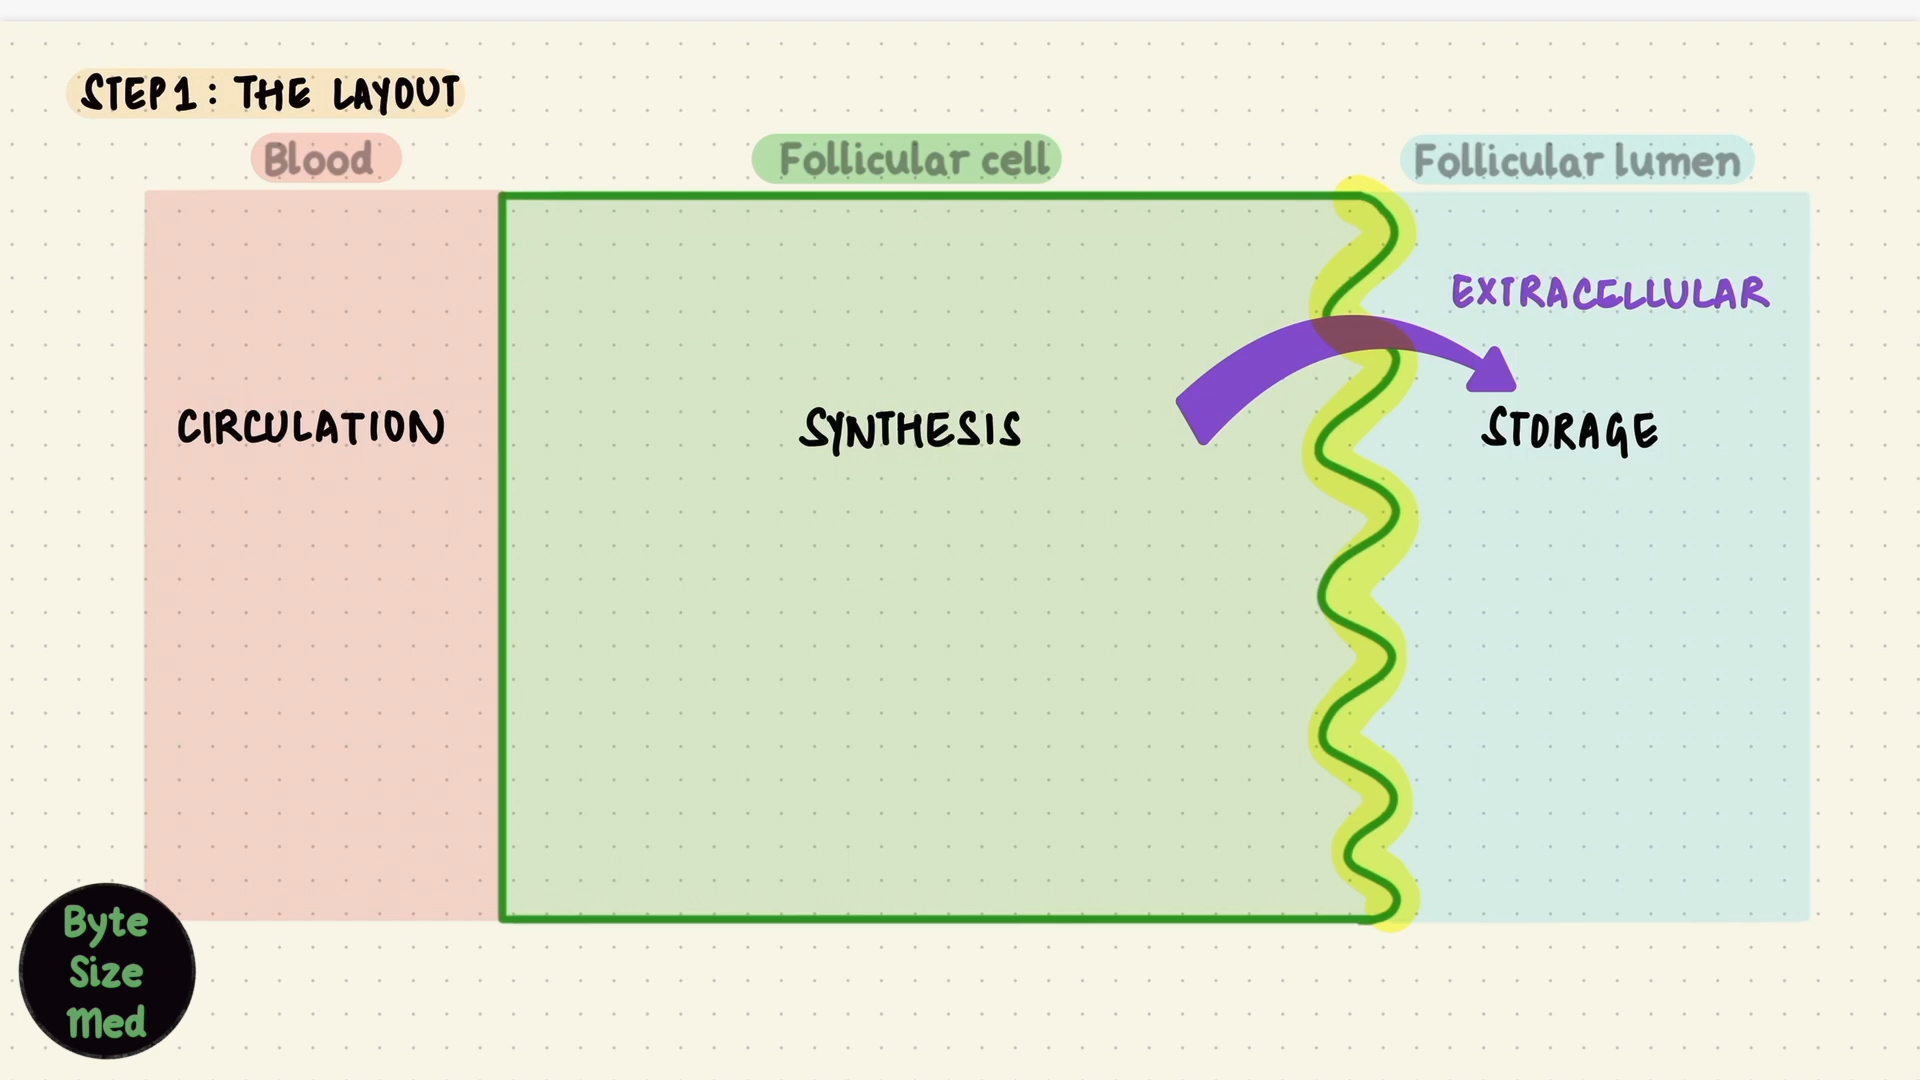 STEP 1: THE LAYOUT
Blood
Follicular cell
Follicular lumen
EXTRACELLULAR
CIRCULATION
SYNTHESIS
STORAGE
Byte
Size
Med